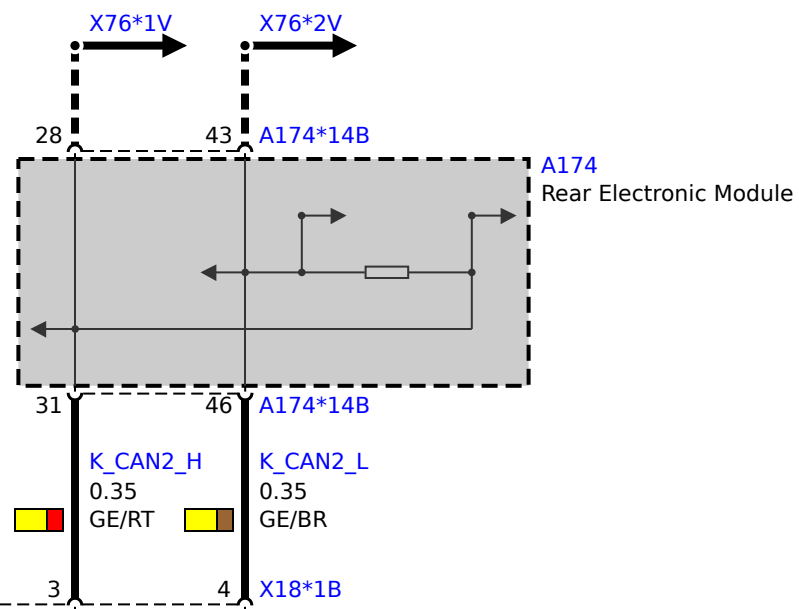 X76*1V X76*2V
28 43 A174*14B
A174
Rear Electronic Module
31 46 A174*14B
K_CAN2_H K_CAN2_L
0.35 0.35
GE/RT GE/BR
3 4 X18*1B